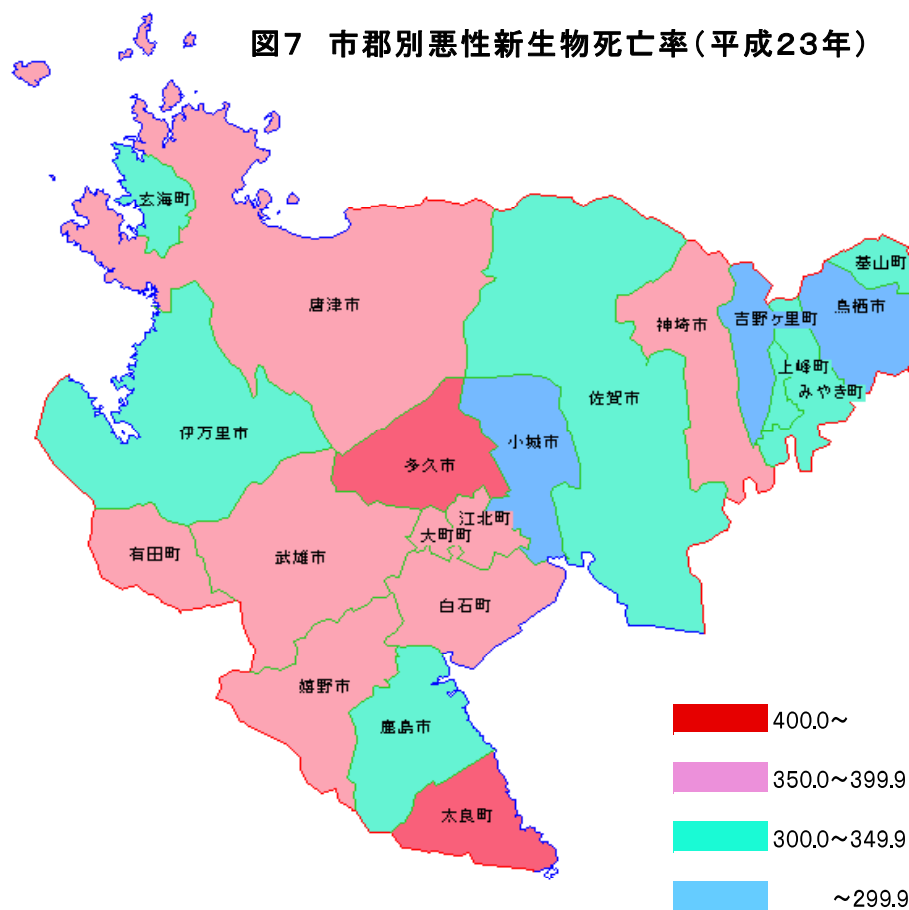 図7 市郡別悪性新生物死亡率(平成23年)
玄海町
唐津市
基山町
鳥栖市
吉野ヶ里町
神埼市
上峰町
みやき町
佐賀市
伊万里市
小城市
多久市
江北町
大町町
有田町
武雄市
白石町
嬉野市
鹿島市
太良町
400.0~
350.0~399.9
300.0~349.9
~299.9